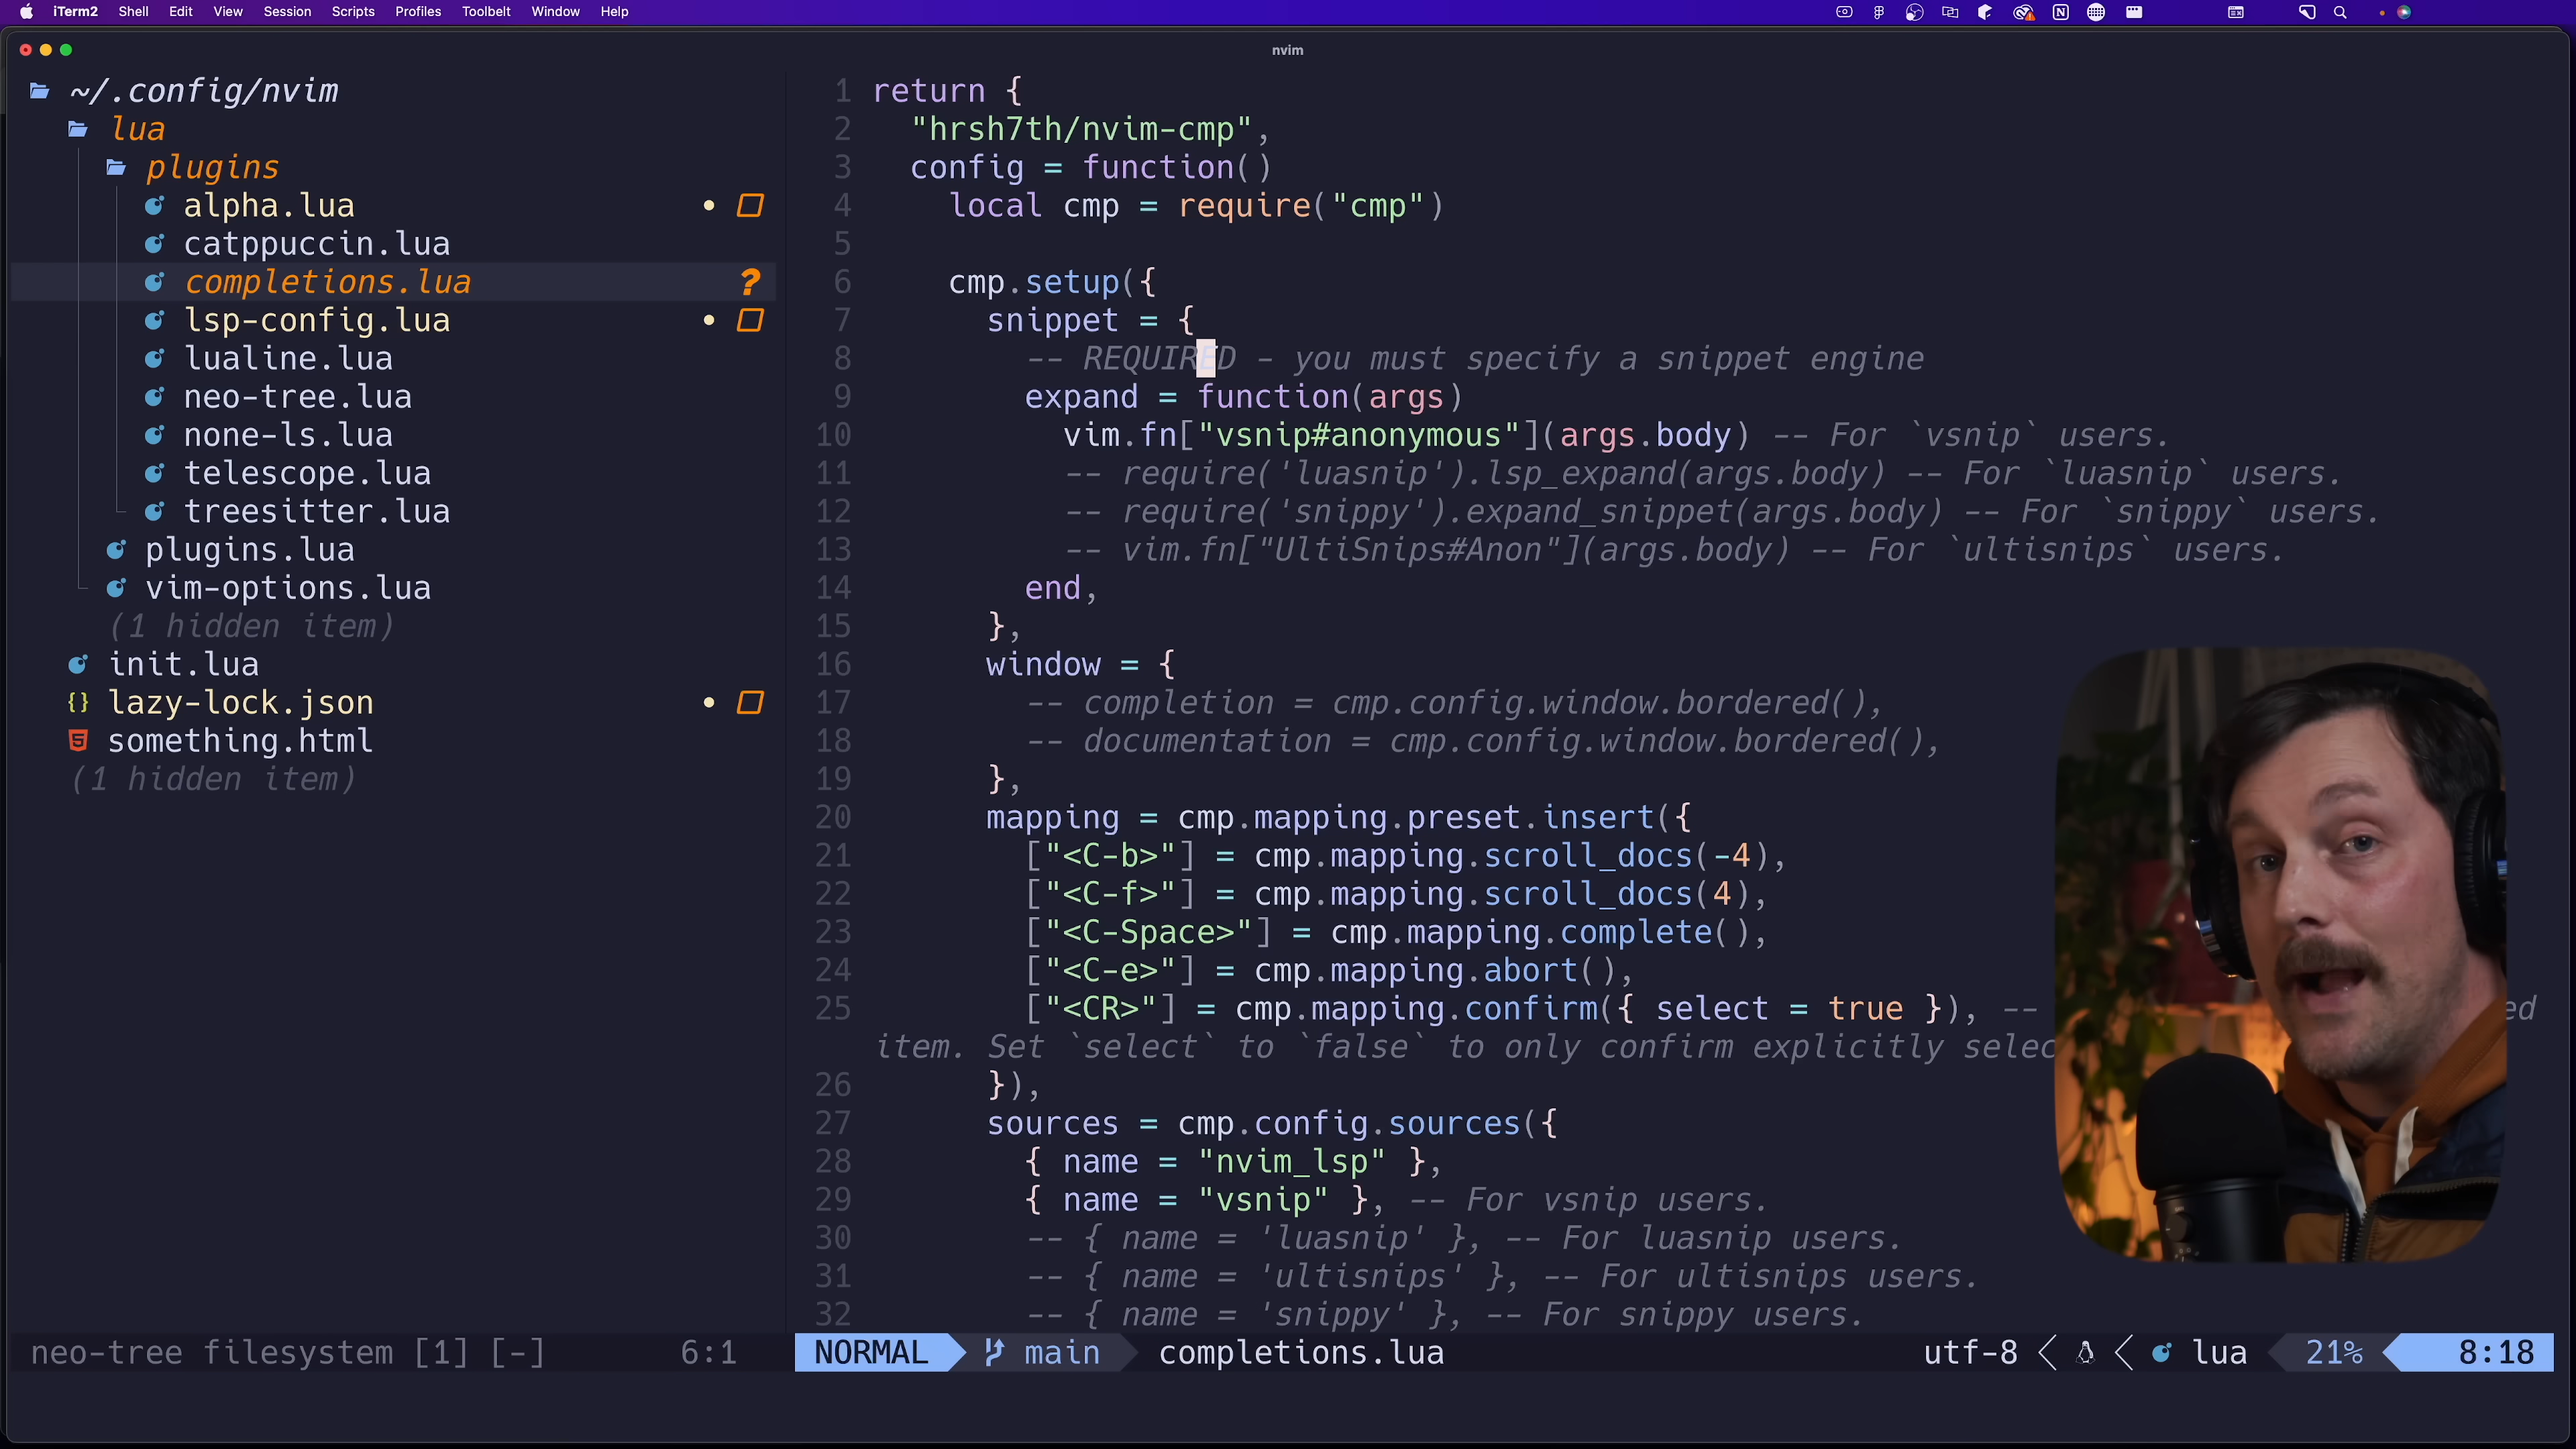 iTerm2 Shell Edit View Session Scripts Profiles Toolbelt Window Help
nvim
~/.config/nvim
lua
plugins
alpha.lua
catppuccin.lua
completions.lua ?
lsp-config.lua
lualine.lua
neo-tree.lua
none-ls.lua
telescope.lua
treesitter.lua
plugins.lua
vim-options.lua
(1 hidden item)
init.lua
lazy-lock.json
something.html
(1 hidden item)
1 return {
2 "hrsh7th/nvim-cmp",
3 config = function()
4 local cmp = require("cmp")
5
6 cmp.setup({
7 snippet = {
8 -- REQUIRED - you must specify a snippet engine
9 expand = function(args)
10 vim.fn["vsnip#anonymous"](args.body) -- For `vsnip` users.
11 -- require('luasnip').lsp_expand(args.body) -- For `luasnip` users.
12 -- require('snippy').expand_snippet(args.body) -- For `snippy` users.
13 -- vim.fn["UltiSnips#Anon"](args.body) -- For `ultisnips` users.
14 end,
15 },
16 window = {
17 -- completion = cmp.config.window.bordered(),
18 -- documentation = cmp.config.window.bordered(),
19 },
20 mapping = cmp.mapping.preset.insert({
21 ["<C-b>"] = cmp.mapping.scroll_docs(-4),
22 ["<C-f>"] = cmp.mapping.scroll_docs(4),
23 ["<C-Space>"] = cmp.mapping.complete(),
24 ["<C-e>"] = cmp.mapping.abort(),
25 ["<CR>"] = cmp.mapping.confirm({ select = true }), --
item. Set `select` to `false` to only confirm explicitly
26 }),
27 sources = cmp.config.sources({
28 { name = "nvim_lsp" },
29 { name = "vsnip" }, -- For vsnip users.
30 -- { name = 'luasnip' }, -- For luasnip users.
31 -- { name = 'ultisnips' }, -- For ultisnips users.
32 -- { name = 'snippy' }, -- For snippy users.
neo-tree filesystem [1] [-] 6:1
NORMAL main completions.lua utf-8 lua 21% 8:18